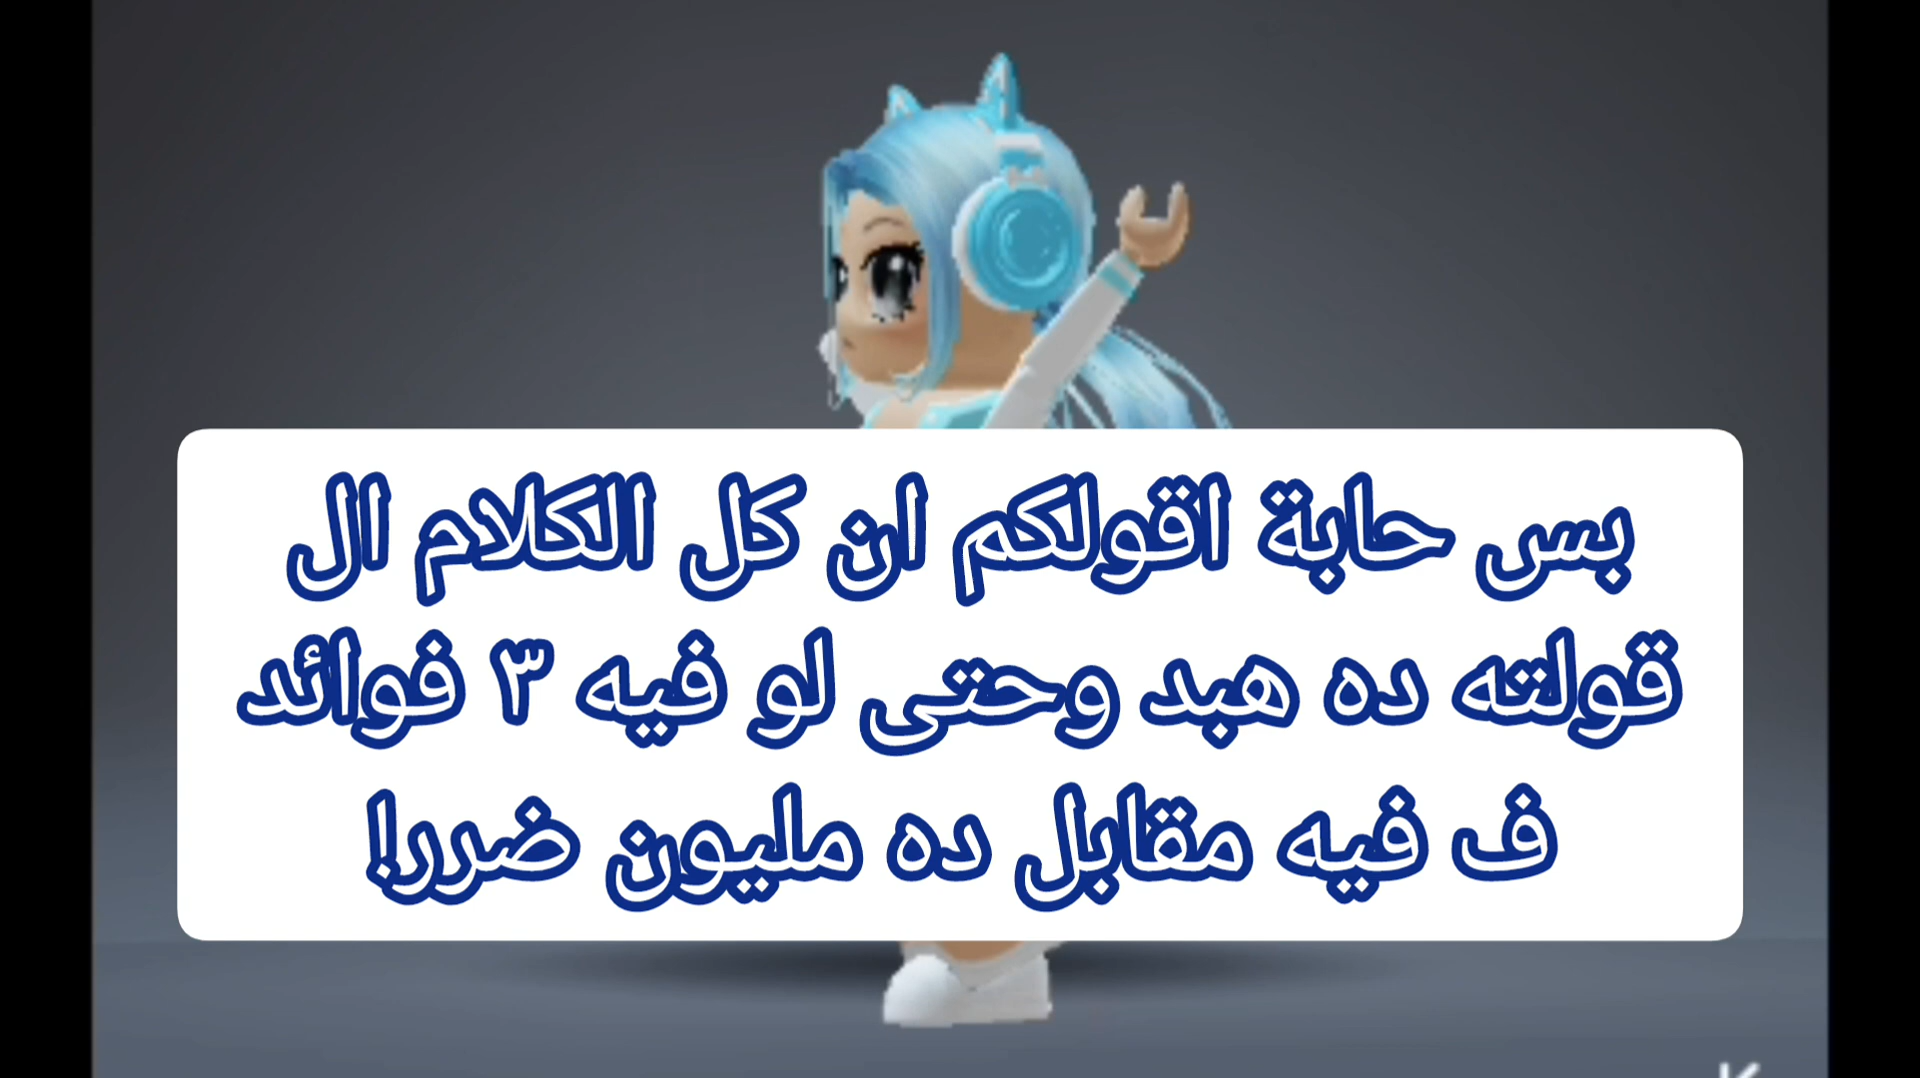 بس حابة اقولكم ان كل الكلام ال
قولته ده هبد وحتى لو فيه ٣ فوائد
ف فيه مقابل ده مليون ضرر!